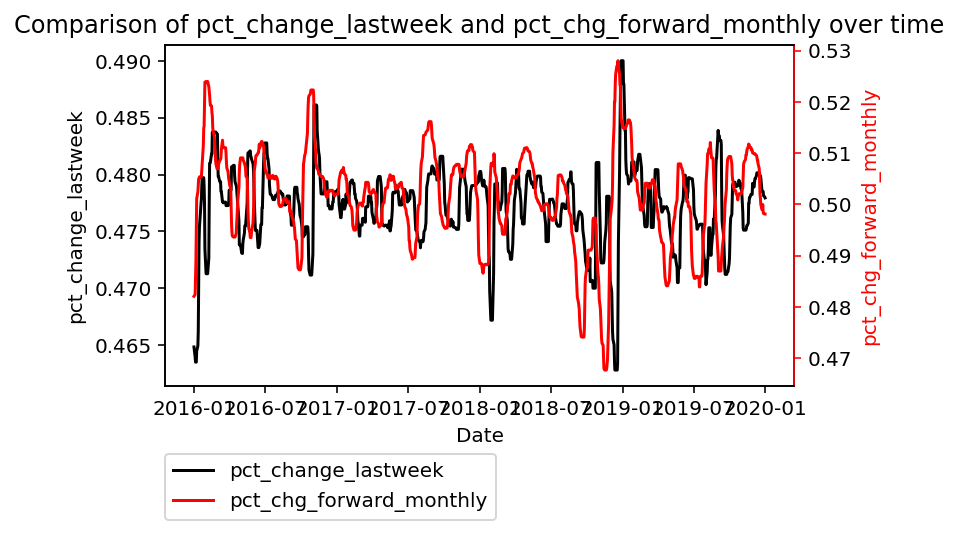 Comparison of pct_change_lastweek and pct_chg_forward_monthly over time
pct_change_lastweek
0.490
0.485
0.480
0.475
0.470
0.465
0.53
0.52
0.51
0.50
0.49
0.48
0.47
pct_chg_forward_monthly
2016-01 2016-07 2017-01 2017-07 2018-01 2018-07 2019-01 2019-07 2020-01
Date
pct_change_lastweek
pct_chg_forward_monthly